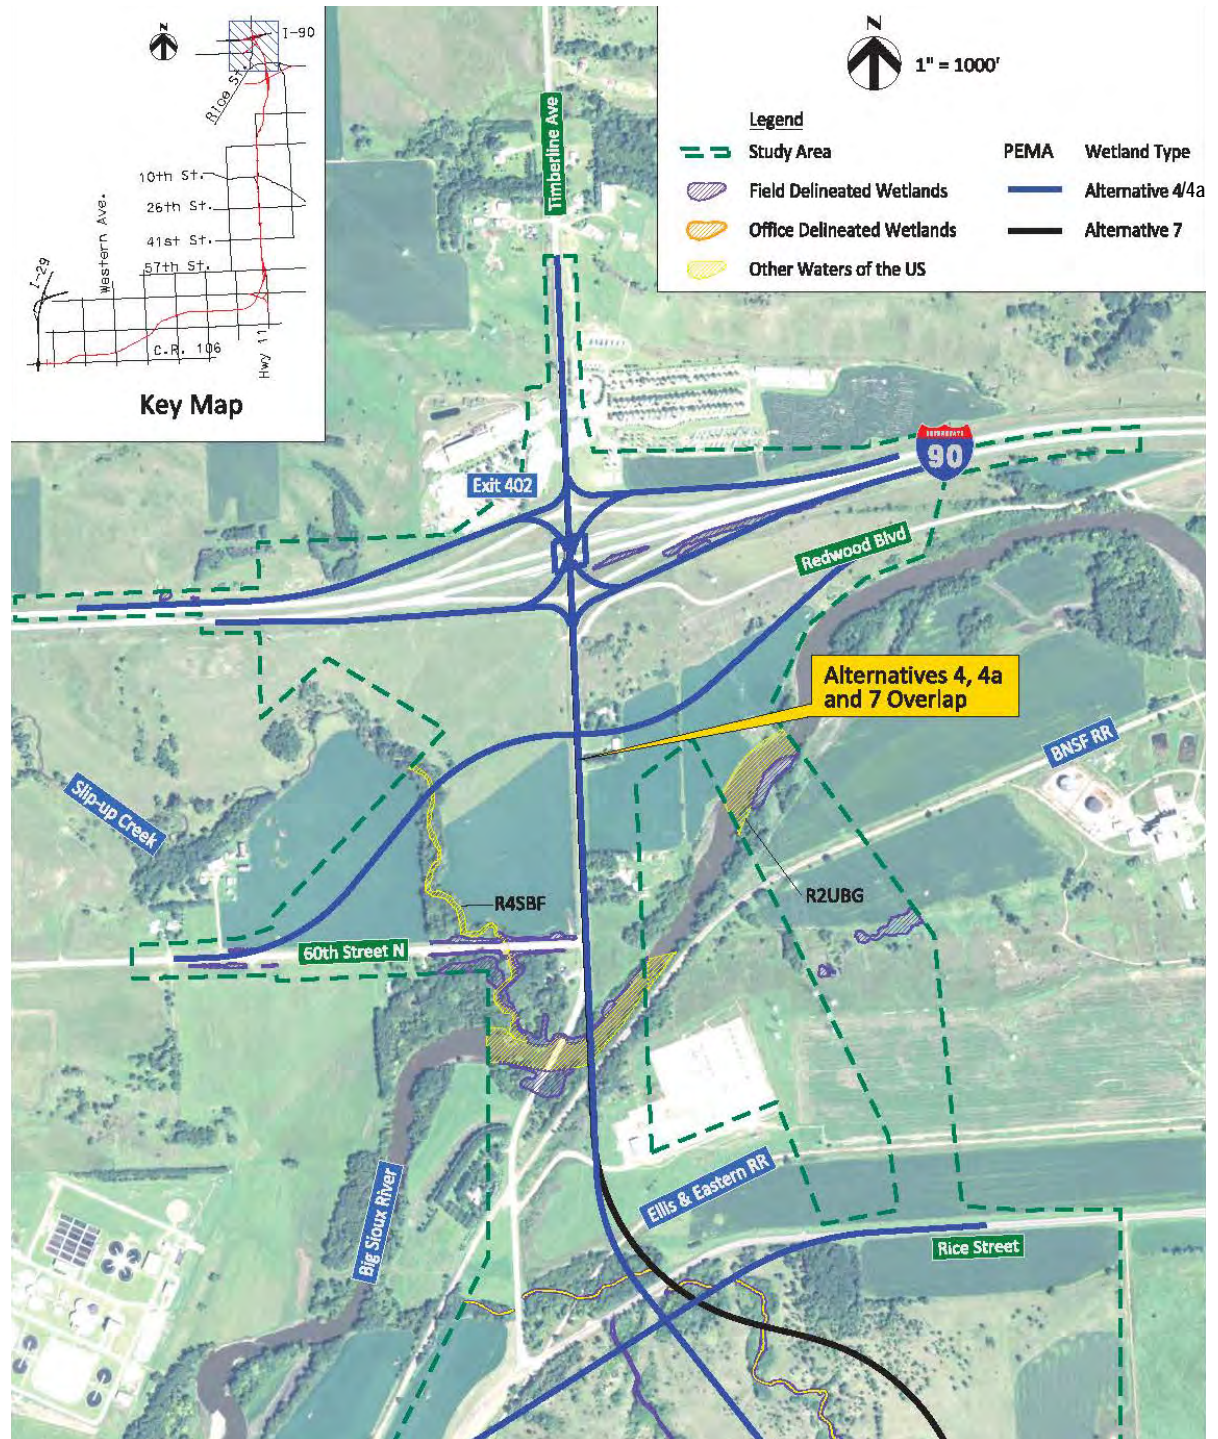 N
I-90
Rice St.
10th St.
26th St.
41st St.
57th St.
Western Ave.
I-29
C.R. 106
Hwy 11
Key Map
N
1" = 1000'
Legend
Study Area
Field Delineated Wetlands
Office Delineated Wetlands
Other Waters of the US
PEMA Wetland Type
Alternative 4/4a
Alternative 7
Timberline Ave
INTERSTATE
90
Exit 402
Redwood Blvd
Alternatives 4, 4a
and 7 Overlap
BNSF RR
Slip-up Creek
R4SBF
R2UBG
60th Street N
Big Sioux River
Ellis & Eastern RR
Rice Street